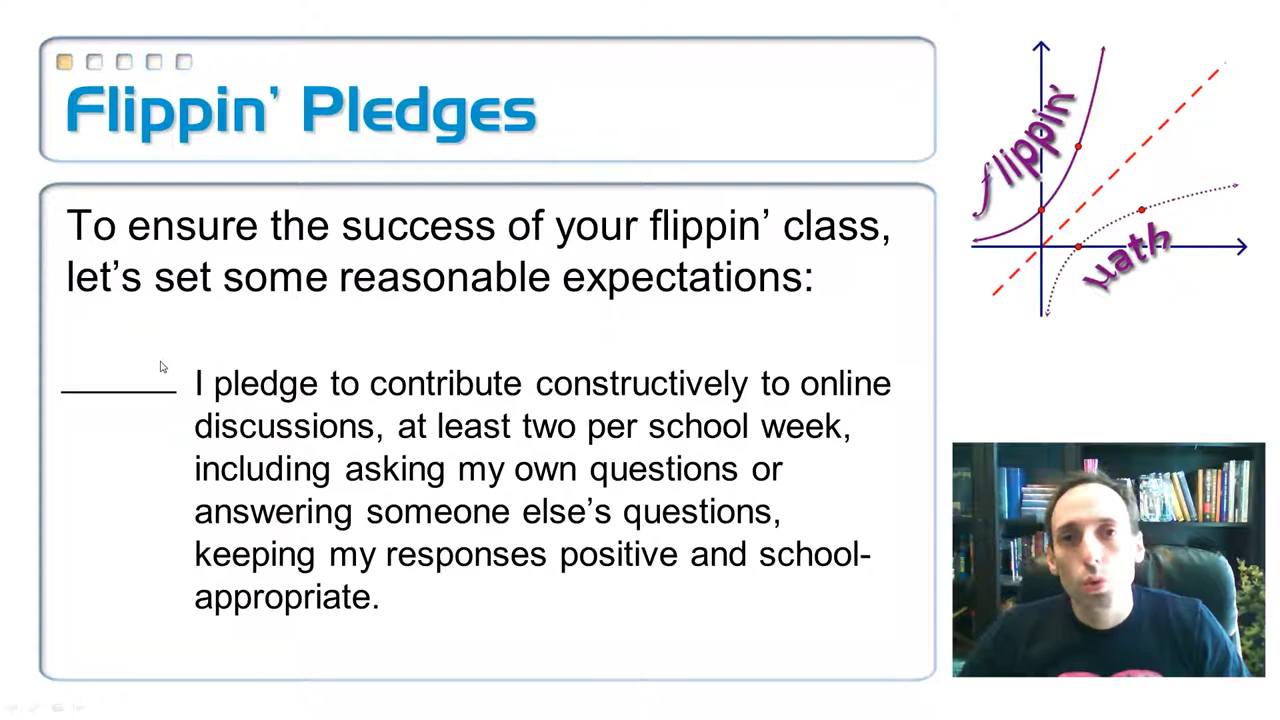 Flippin' Pledges
To ensure the success of your flippin' class,
let's set some reasonable expectations:
I pledge to contribute constructively to online
discussions, at least two per school week,
including asking my own questions or
answering someone else's questions,
keeping my responses positive and school-
appropriate.
flippin'
math